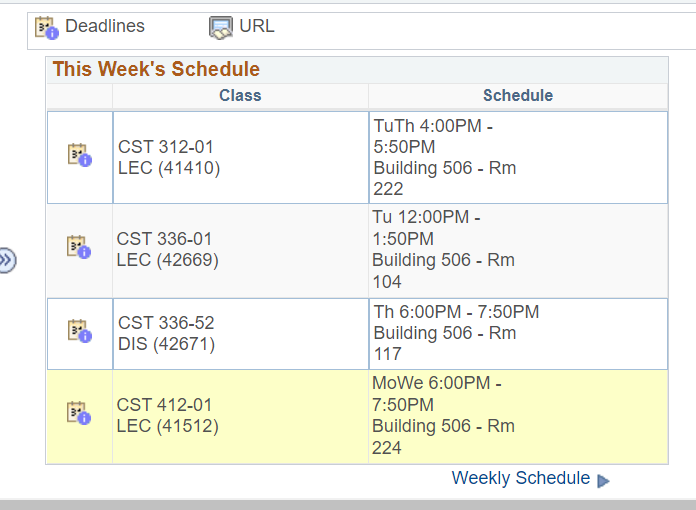 Deadlines URL
This Week's Schedule
Class Schedule
CST 312-01
LEC (41410)
TuTh 4:00PM -
5:50PM
Building 506 - Rm
222
CST 336-01
LEC (42669)
Tu 12:00PM -
1:50PM
Building 506 - Rm
104
CST 336-52
DIS (42671)
Th 6:00PM - 7:50PM
Building 506 - Rm
117
CST 412-01
LEC (41512)
MoWe 6:00PM -
7:50PM
Building 506 - Rm
224
Weekly Schedule